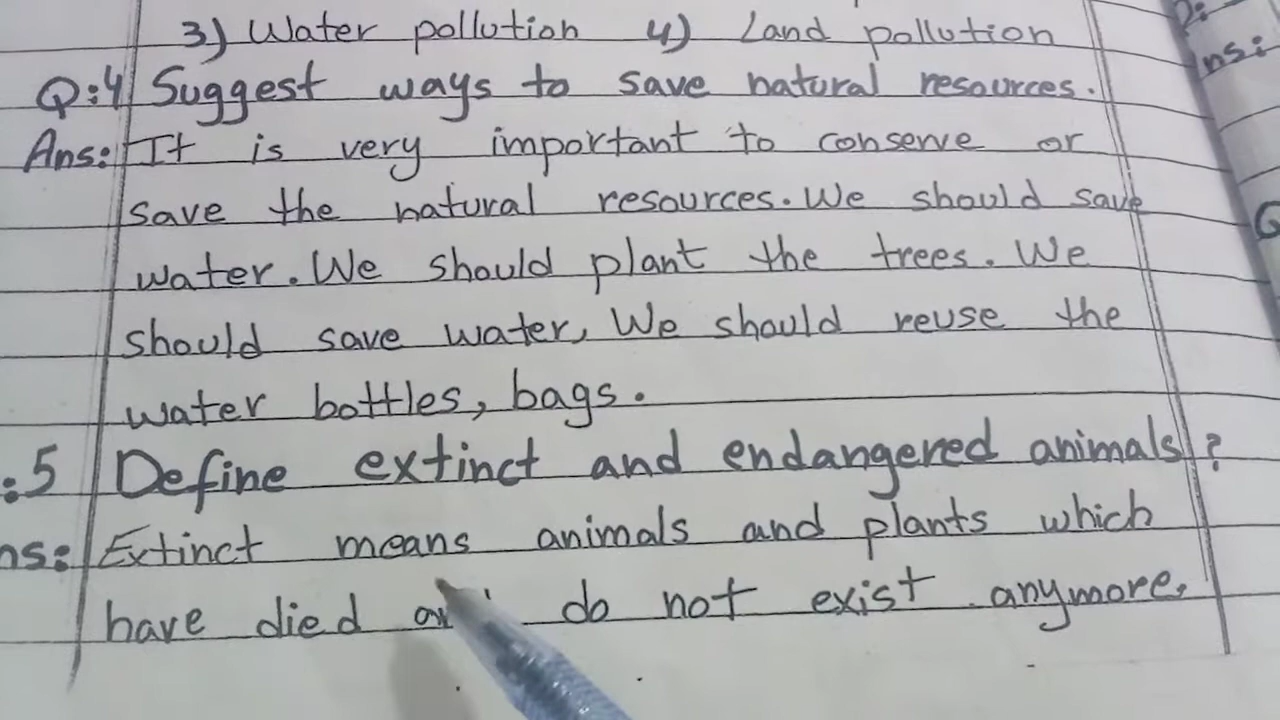 3) Water pollution 4) Land pollution
Q:4 Suggest ways to save natural resources.
Ans: It is very important to conserve or
save the natural resources. We should save
water. We should plant the trees. We
should save water, We should reuse the
water bottles, bags.
:5 Define extinct and endangered animals?
ns: Extinct means animals and plants which
have died do not exist anymore.
ns: